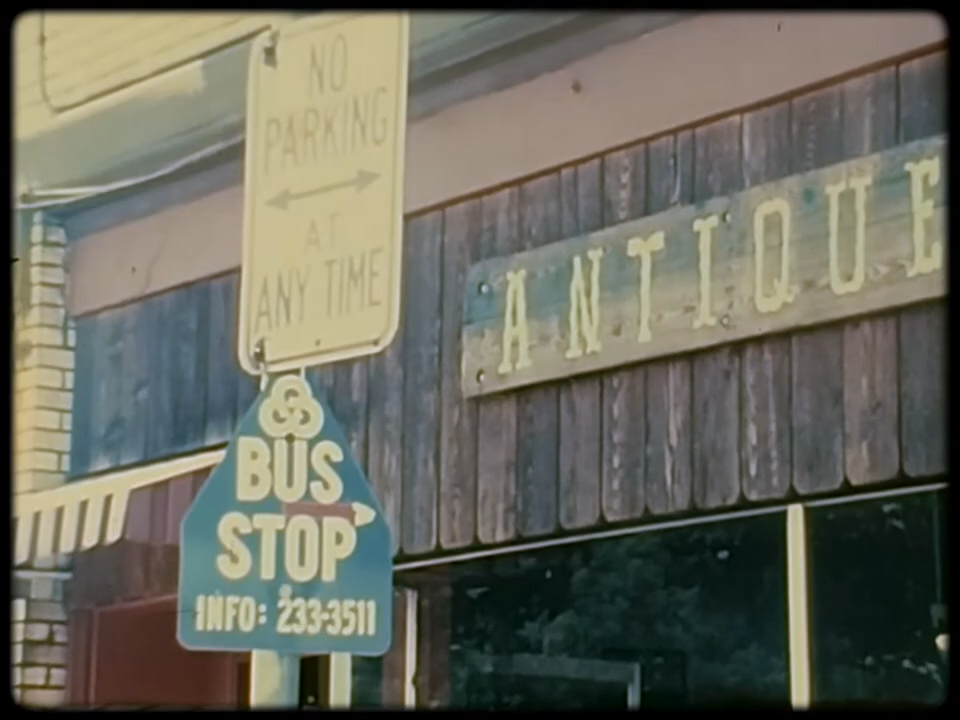 NO
PARKING
AT
ANY TIME
BUS
STOP
INFO: 233-3511
ANTIQUE